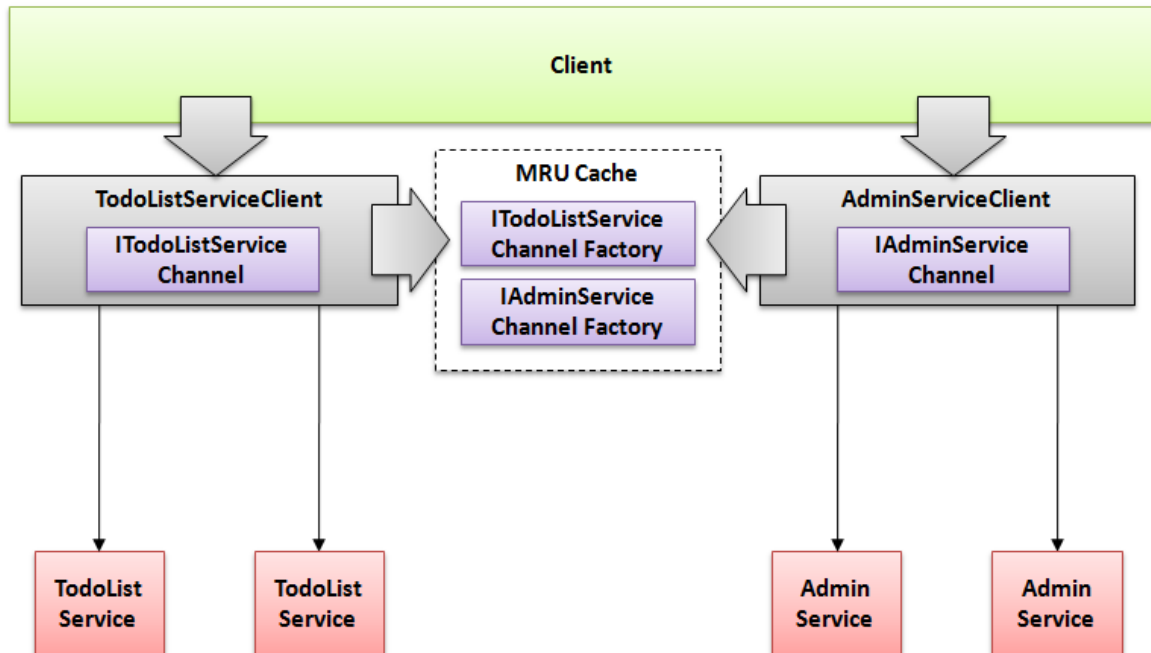 Client
MRU Cache
TodoListServiceClient
ITodoListService
Channel
ITodoListService
Channel Factory
IAdminService
Channel Factory
AdminServiceClient
IAdminService
Channel
TodoList
Service
TodoList
Service
Admin
Service
Admin
Service